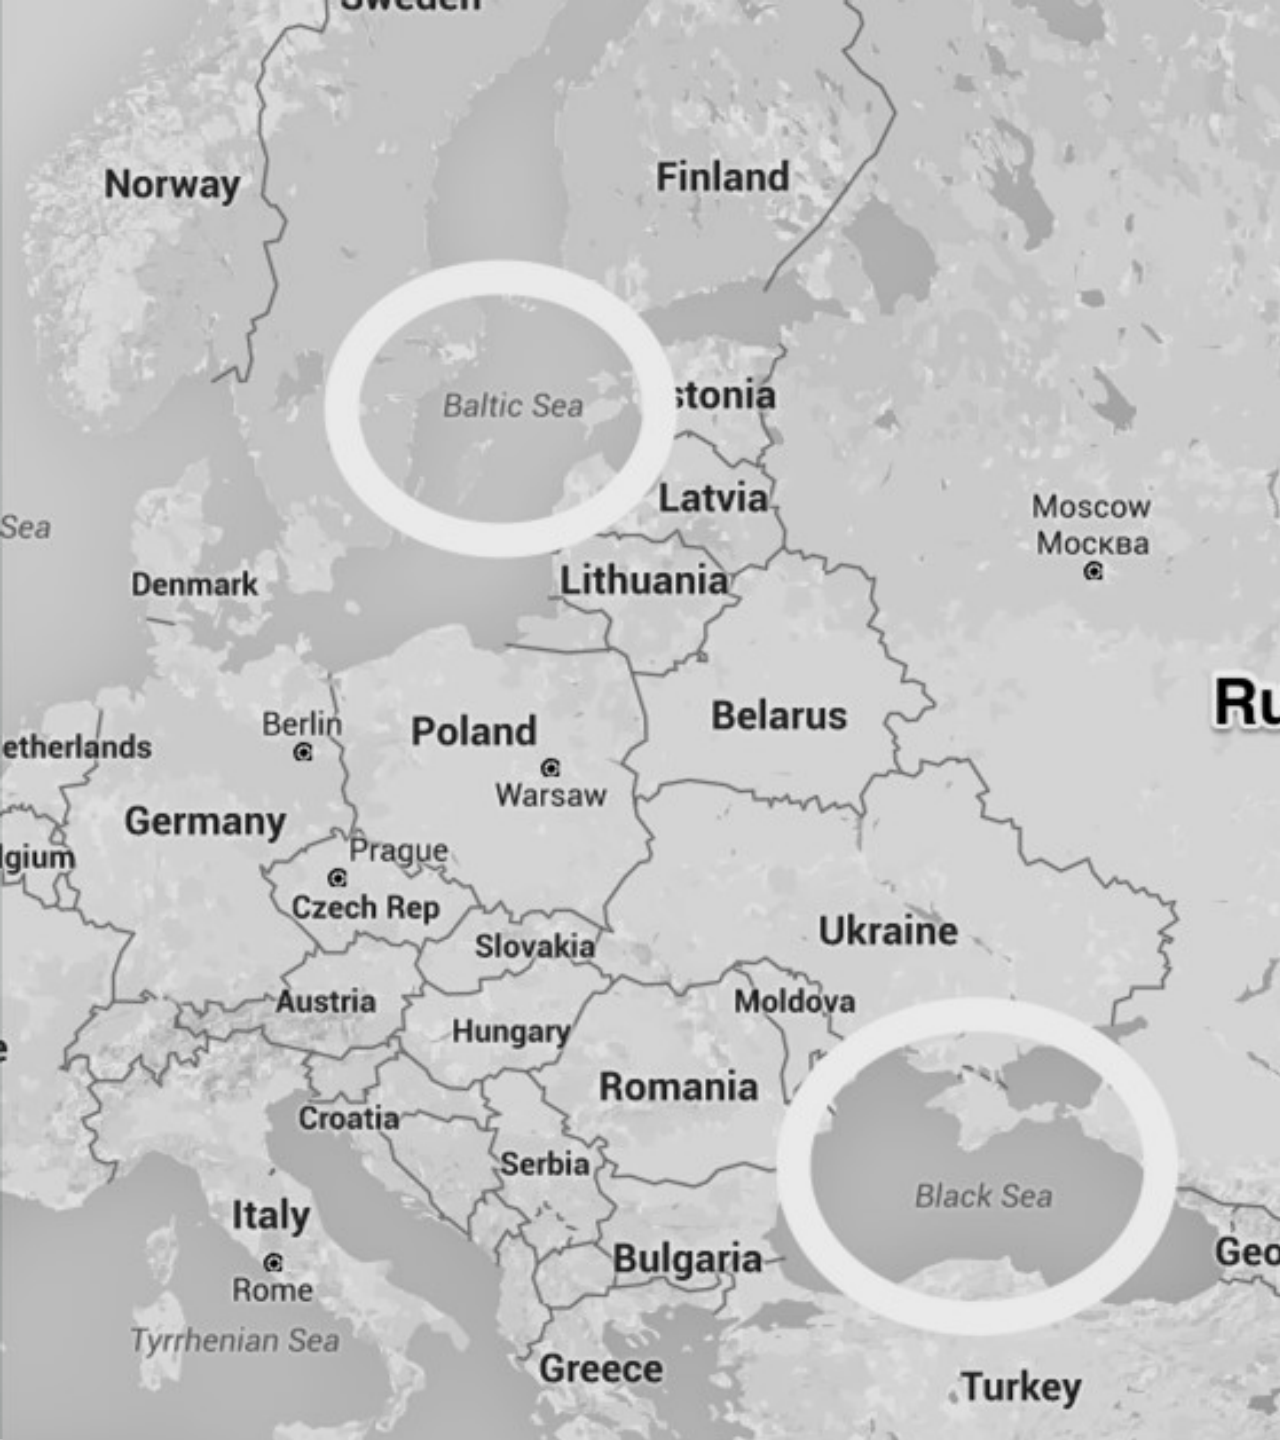 Sweden
Norway
Finland
Baltic Sea
stonia
Latvia
Moscow
Москва
Sea
Denmark
Lithuania
Ru
Belarus
Berlin
Poland
etherlands
Warsaw
Germany
Prague
lgium
Czech Rep
Ukraine
Slovakia
Austria
Moldova
Hungary
e
Romania
Croatia
Serbia
Black Sea
Italy
Bulgaria
Geo
Rome
Tyrrhenian Sea
Greece
Turkey